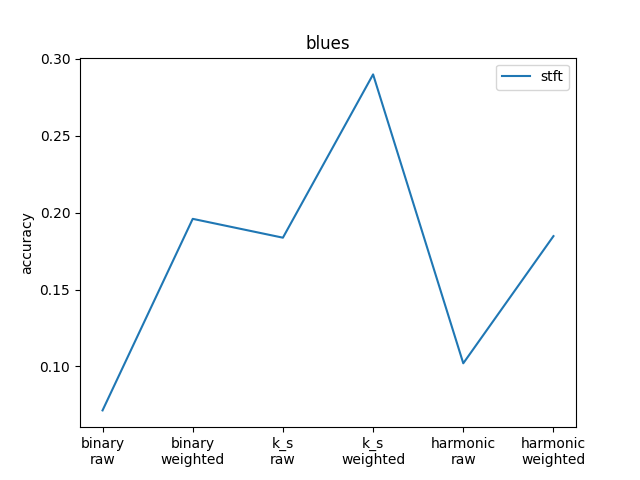 blues
stft
accuracy
0.30
0.25
0.20
0.15
0.10
binary raw
binary weighted
k_s raw
k_s weighted
harmonic raw
harmonic weighted